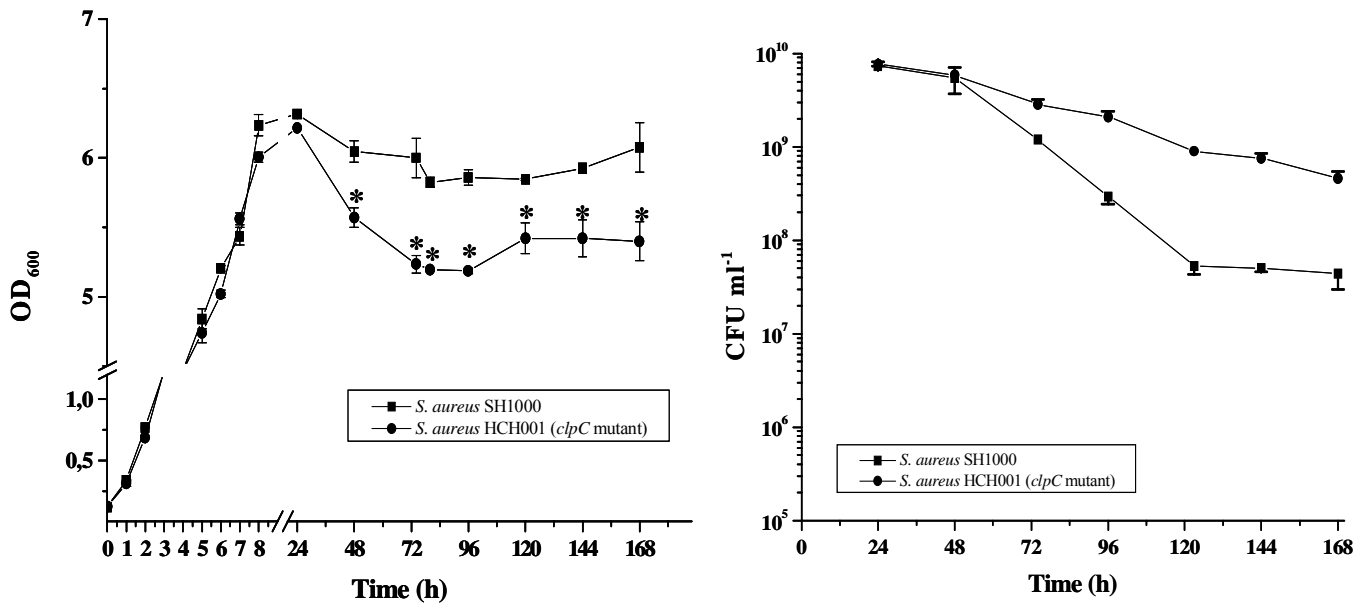 7
6
5
1,0
0,5
OD600
0 1 2 3 4 5 6 7 8 24 48 72 96 120 144 168
Time (h)
* * * * * * *
S. aureus SH1000
S. aureus HCH001 (clpC mutant)
10^10
10^9
10^8
10^7
10^6
10^5
CFU ml^-1
0 24 48 72 96 120 144 168
Time (h)
S. aureus SH1000
S. aureus HCH001 (clpC mutant)